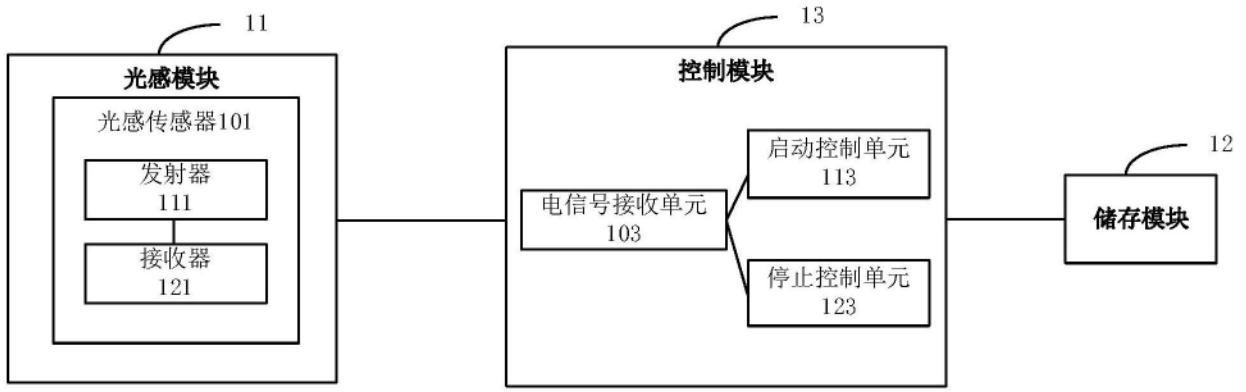 11
光感模块
光感传感器101
发射器
111
接收器
121
13
控制模块
电信号接收单元
103
启动控制单元
113
停止控制单元
123
12
储存模块